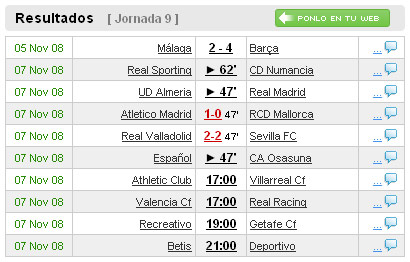 Resultados [ Jornada 9 ] PONLO EN TU WEB
05 Nov 08 Málaga 2 - 4 Barça ...
07 Nov 08 Real Sporting ► 62' CD Numancia ...
07 Nov 08 UD Almeria ► 47' Real Madrid ...
07 Nov 08 Atletico Madrid 1-0 47' RCD Mallorca ...
07 Nov 08 Real Valladolid 2-2 47' Sevilla FC ...
07 Nov 08 Español ► 47' CA Osasuna ...
07 Nov 08 Athletic Club 17:00 Villarreal Cf ...
07 Nov 08 Valencia Cf 17:00 Real Racing ...
07 Nov 08 Recreativo 19:00 Getafe Cf ...
07 Nov 08 Betis 21:00 Deportivo ...